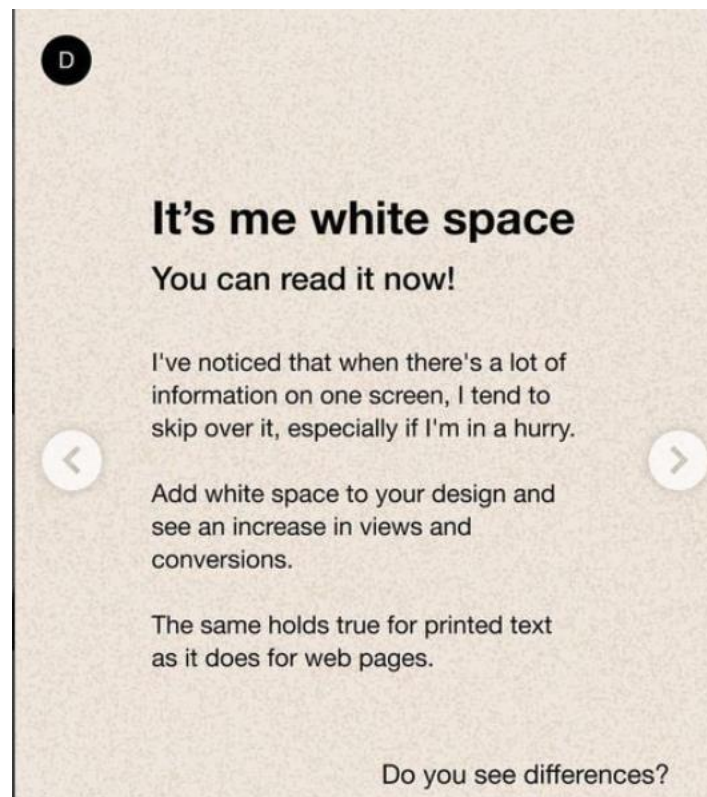 D
It’s me white space
You can read it now!
I've noticed that when there's a lot of
information on one screen, I tend to
skip over it, especially if I'm in a hurry.
Add white space to your design and
see an increase in views and
conversions.
The same holds true for printed text
as it does for web pages.
Do you see differences?